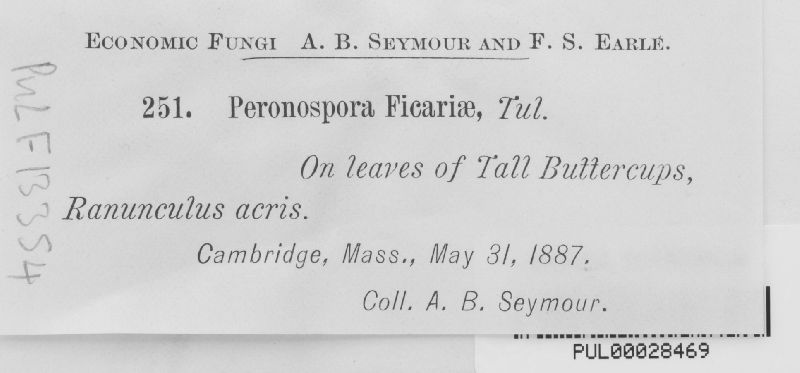 ECONOMIC FUNGI A. B. SEYMOUR AND F. S. EARLE.
251. Peronospora Ficariæ, Tul.
On leaves of Tall Buttercups,
Ranunculus acris.
Cambridge, Mass., May 31, 1887.
Coll. A. B. Seymour.
PUL F13354
PUL00028469